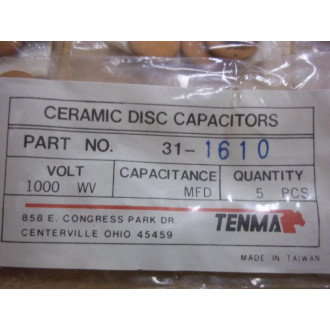 CERAMIC DISC CAPACITORS
PART NO. 31-1610
VOLT CAPACITANCE QUANTITY
1000 WV MFD 5 PCS
858 E. CONGRESS PARK DR.
CENTERVILLE OHIO 45459
TENMA
MADE IN TAIWAN